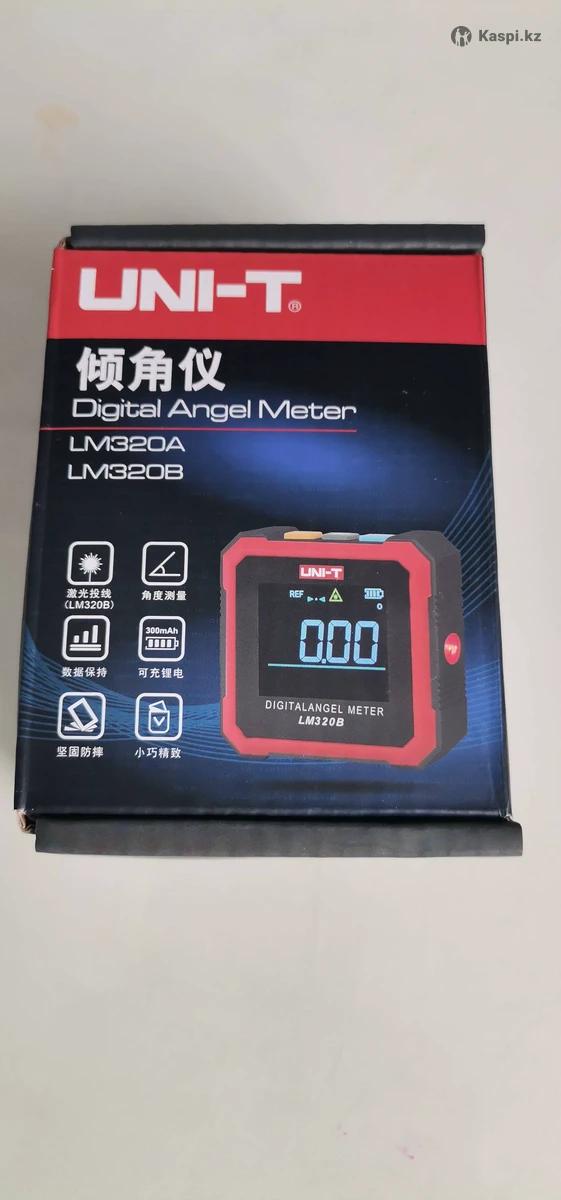 Kaspi.kz
UNI-T®
倾角仪
Digital Angel Meter
LM320A
LM320B
激光投线
(LM320B)
角度测量
数据保持
300mAh
可充锂电
坚固防摔
小巧精致
UNI-T
REF
0
0.00
DIGITALANGEL METER
LM320B